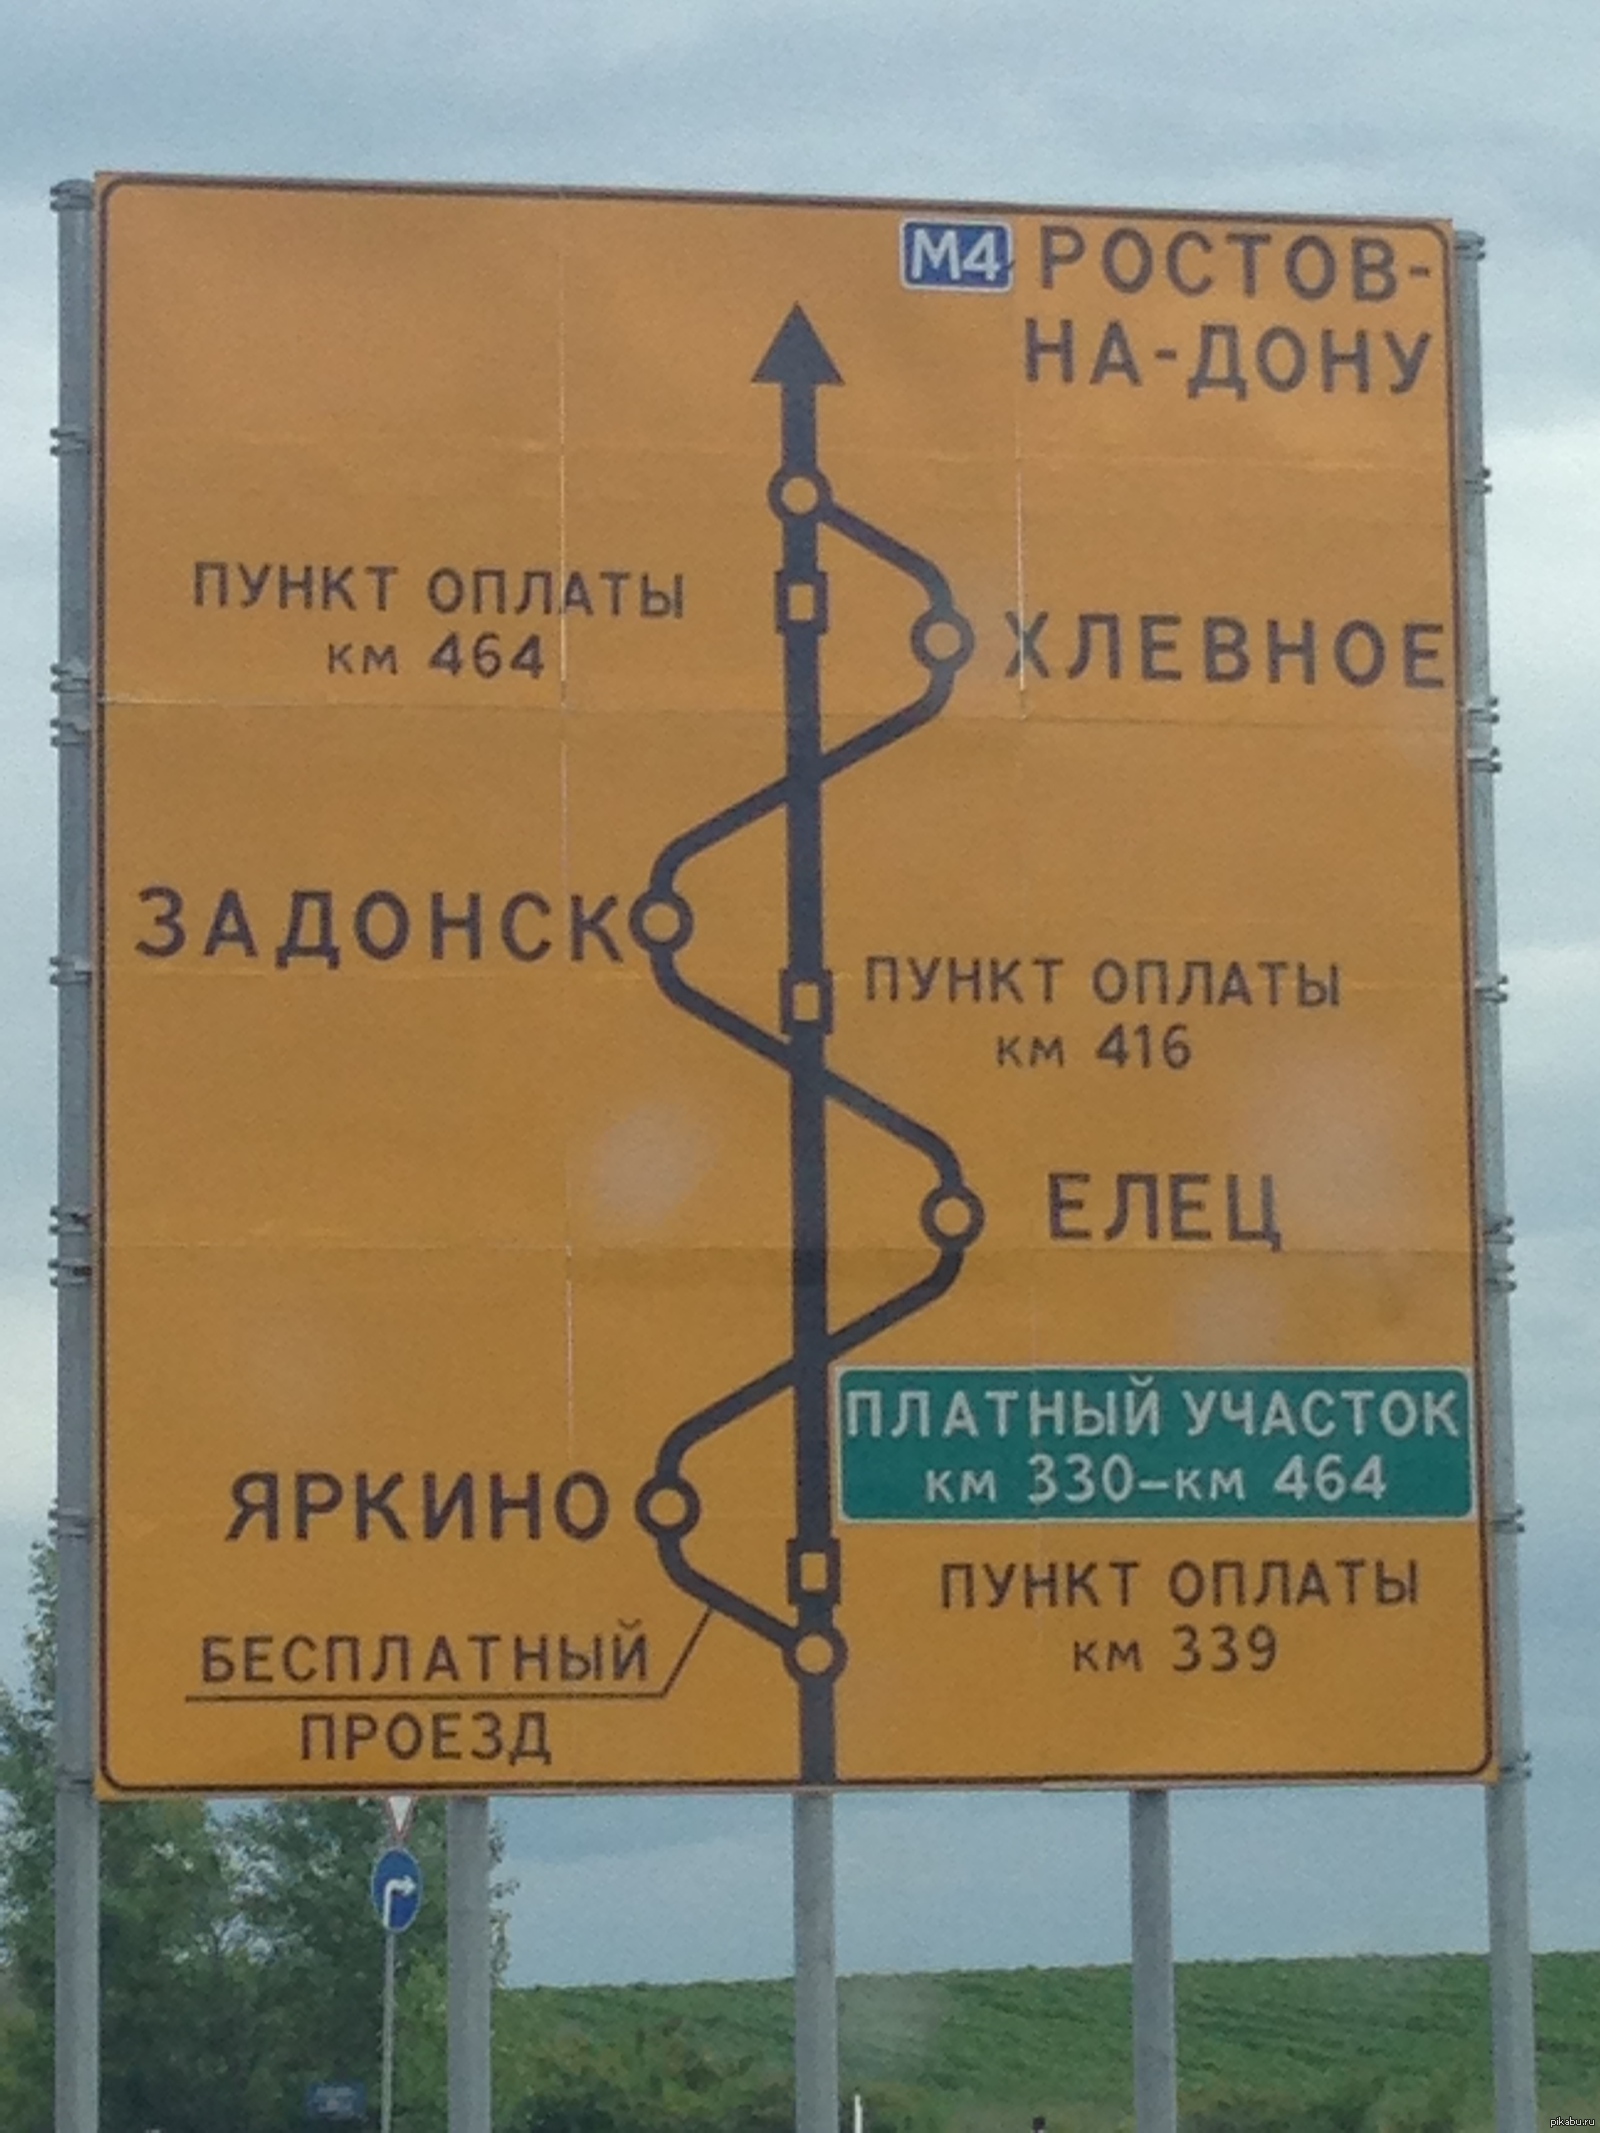 М4 РОСТОВ-
НА-ДОНУ
ПУНКТ ОПЛАТЫ
км 464
ХЛЕВНОЕ
ЗАДОНСК
ПУНКТ ОПЛАТЫ
км 416
ЕЛЕЦ
ПЛАТНЫЙ УЧАСТОК
км 330–км 464
ЯРКИНО
ПУНКТ ОПЛАТЫ
км 339
БЕСПЛАТНЫЙ
ПРОЕЗД
pikabu.ru